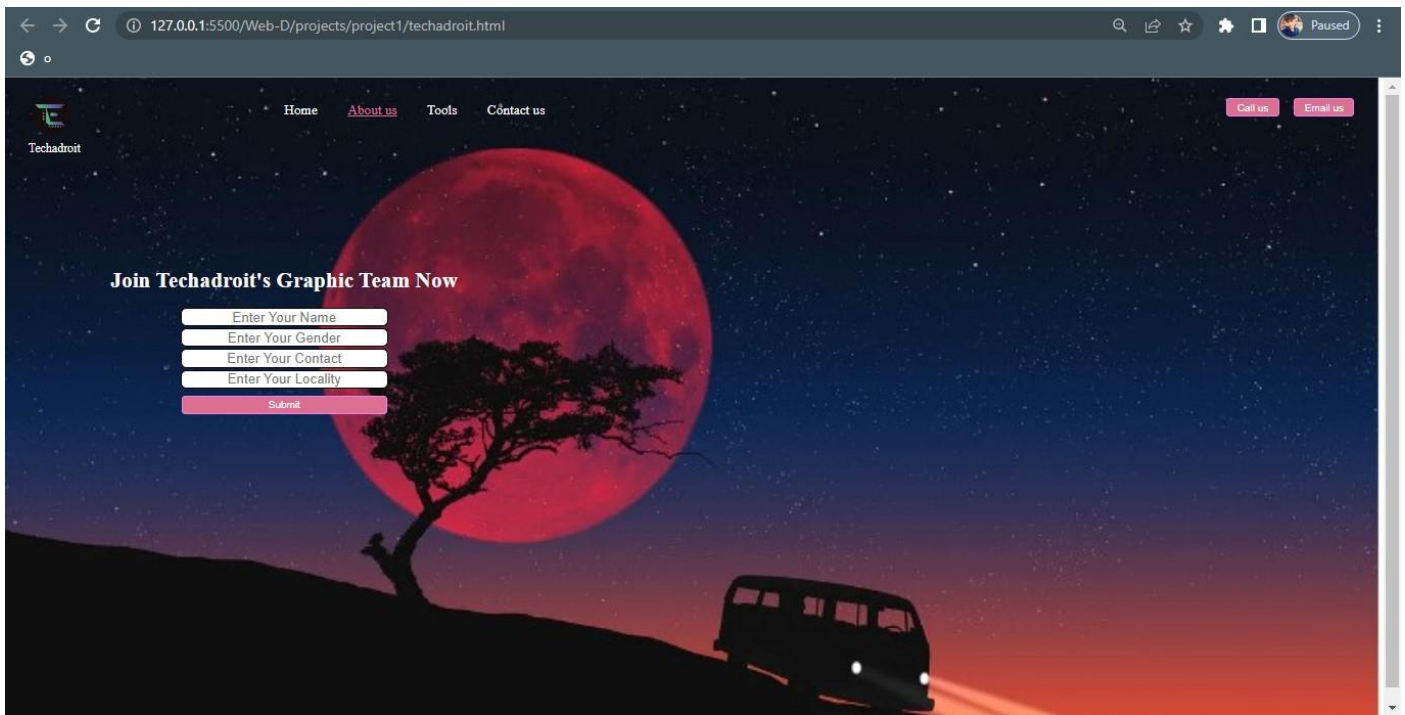 127.0.0.1:5500/Web-D/projects/project1/techadroit.html
Paused
o
Home About us Tools Contact us
Call us Email us
TE
Techadroit
Join Techadroit's Graphic Team Now
Enter Your Name
Enter Your Gender
Enter Your Contact
Enter Your Locality
Submit